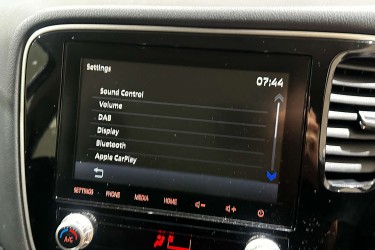 Settings
07:44
Sound Control
Volume
DAB
Display
Bluetooth
Apple CarPlay
SETTINGS PHONE MEDIA HOME
A/C